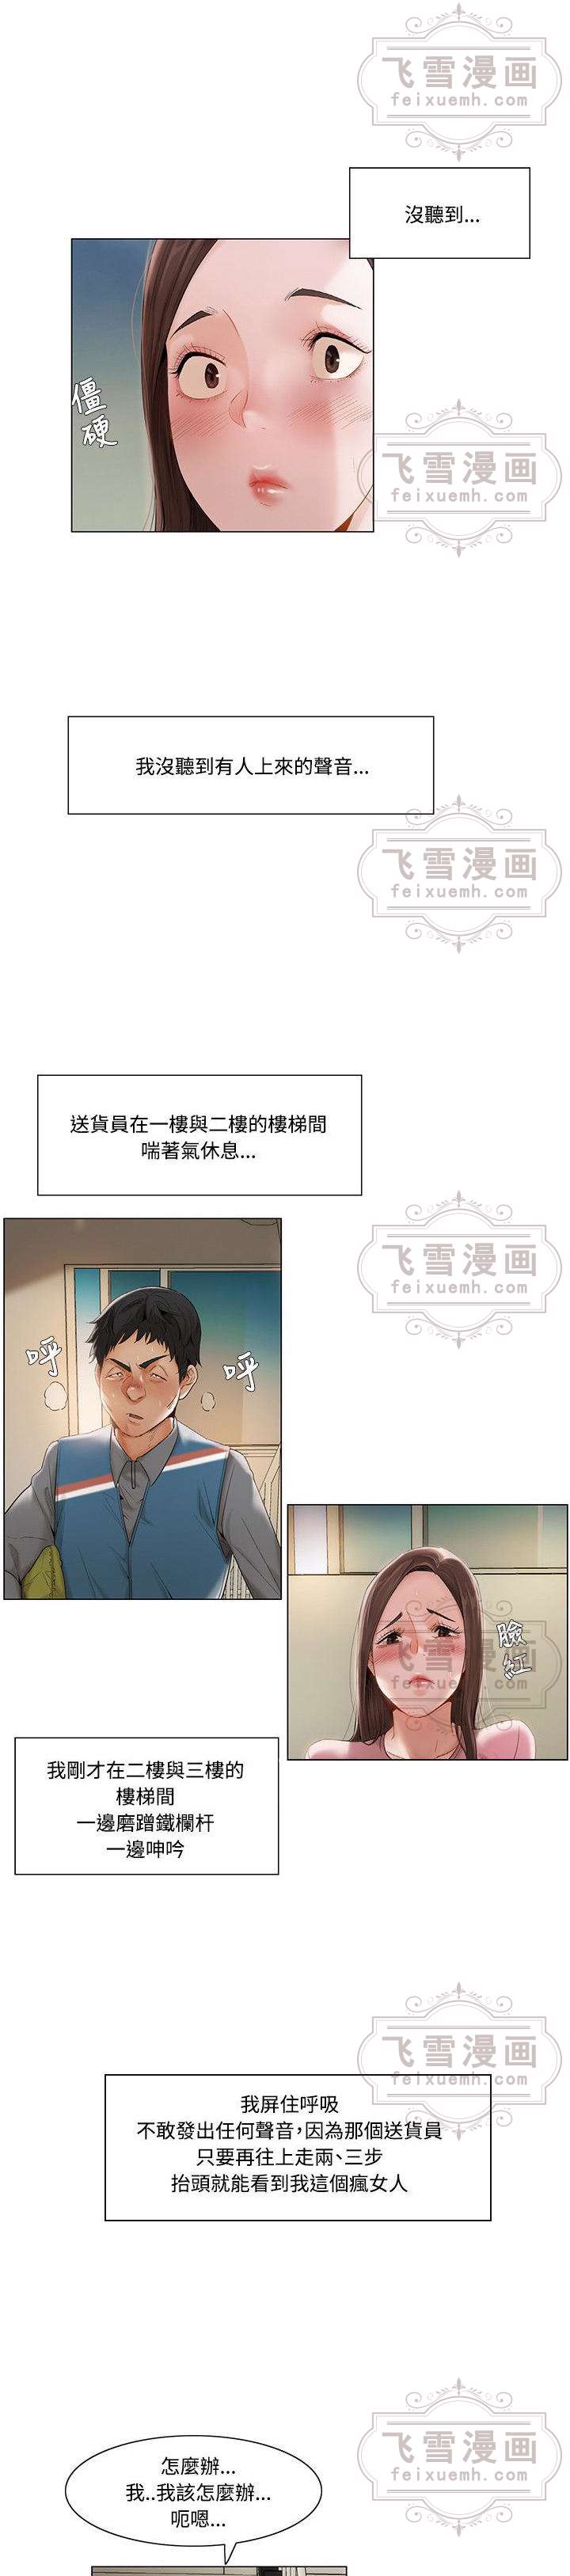 飞雪漫画
feixuemh.com
沒聽到...
僵硬
飞雪漫画
feixuemh.com
我沒聽到有人上來的聲音...
飞雪漫画
feixuemh.com
送貨員在一樓與二樓的樓梯間
喘著氣休息...
飞雪漫画
feixuemh.com
呼
呼
臉紅
飞雪漫画
feixuemh.com
我剛才在二樓與三樓的
樓梯間
一邊磨蹭鐵欄杆
一邊呻吟
飞雪漫画
feixuemh.com
我屏住呼吸
不敢發出任何聲音，因為那個送貨員
只要再往上走兩、三步
抬頭就能看到我這個瘋女人
飞雪漫画
feixuemh.com
怎麼辦...
我..我該怎麼辦...
呃嗯...